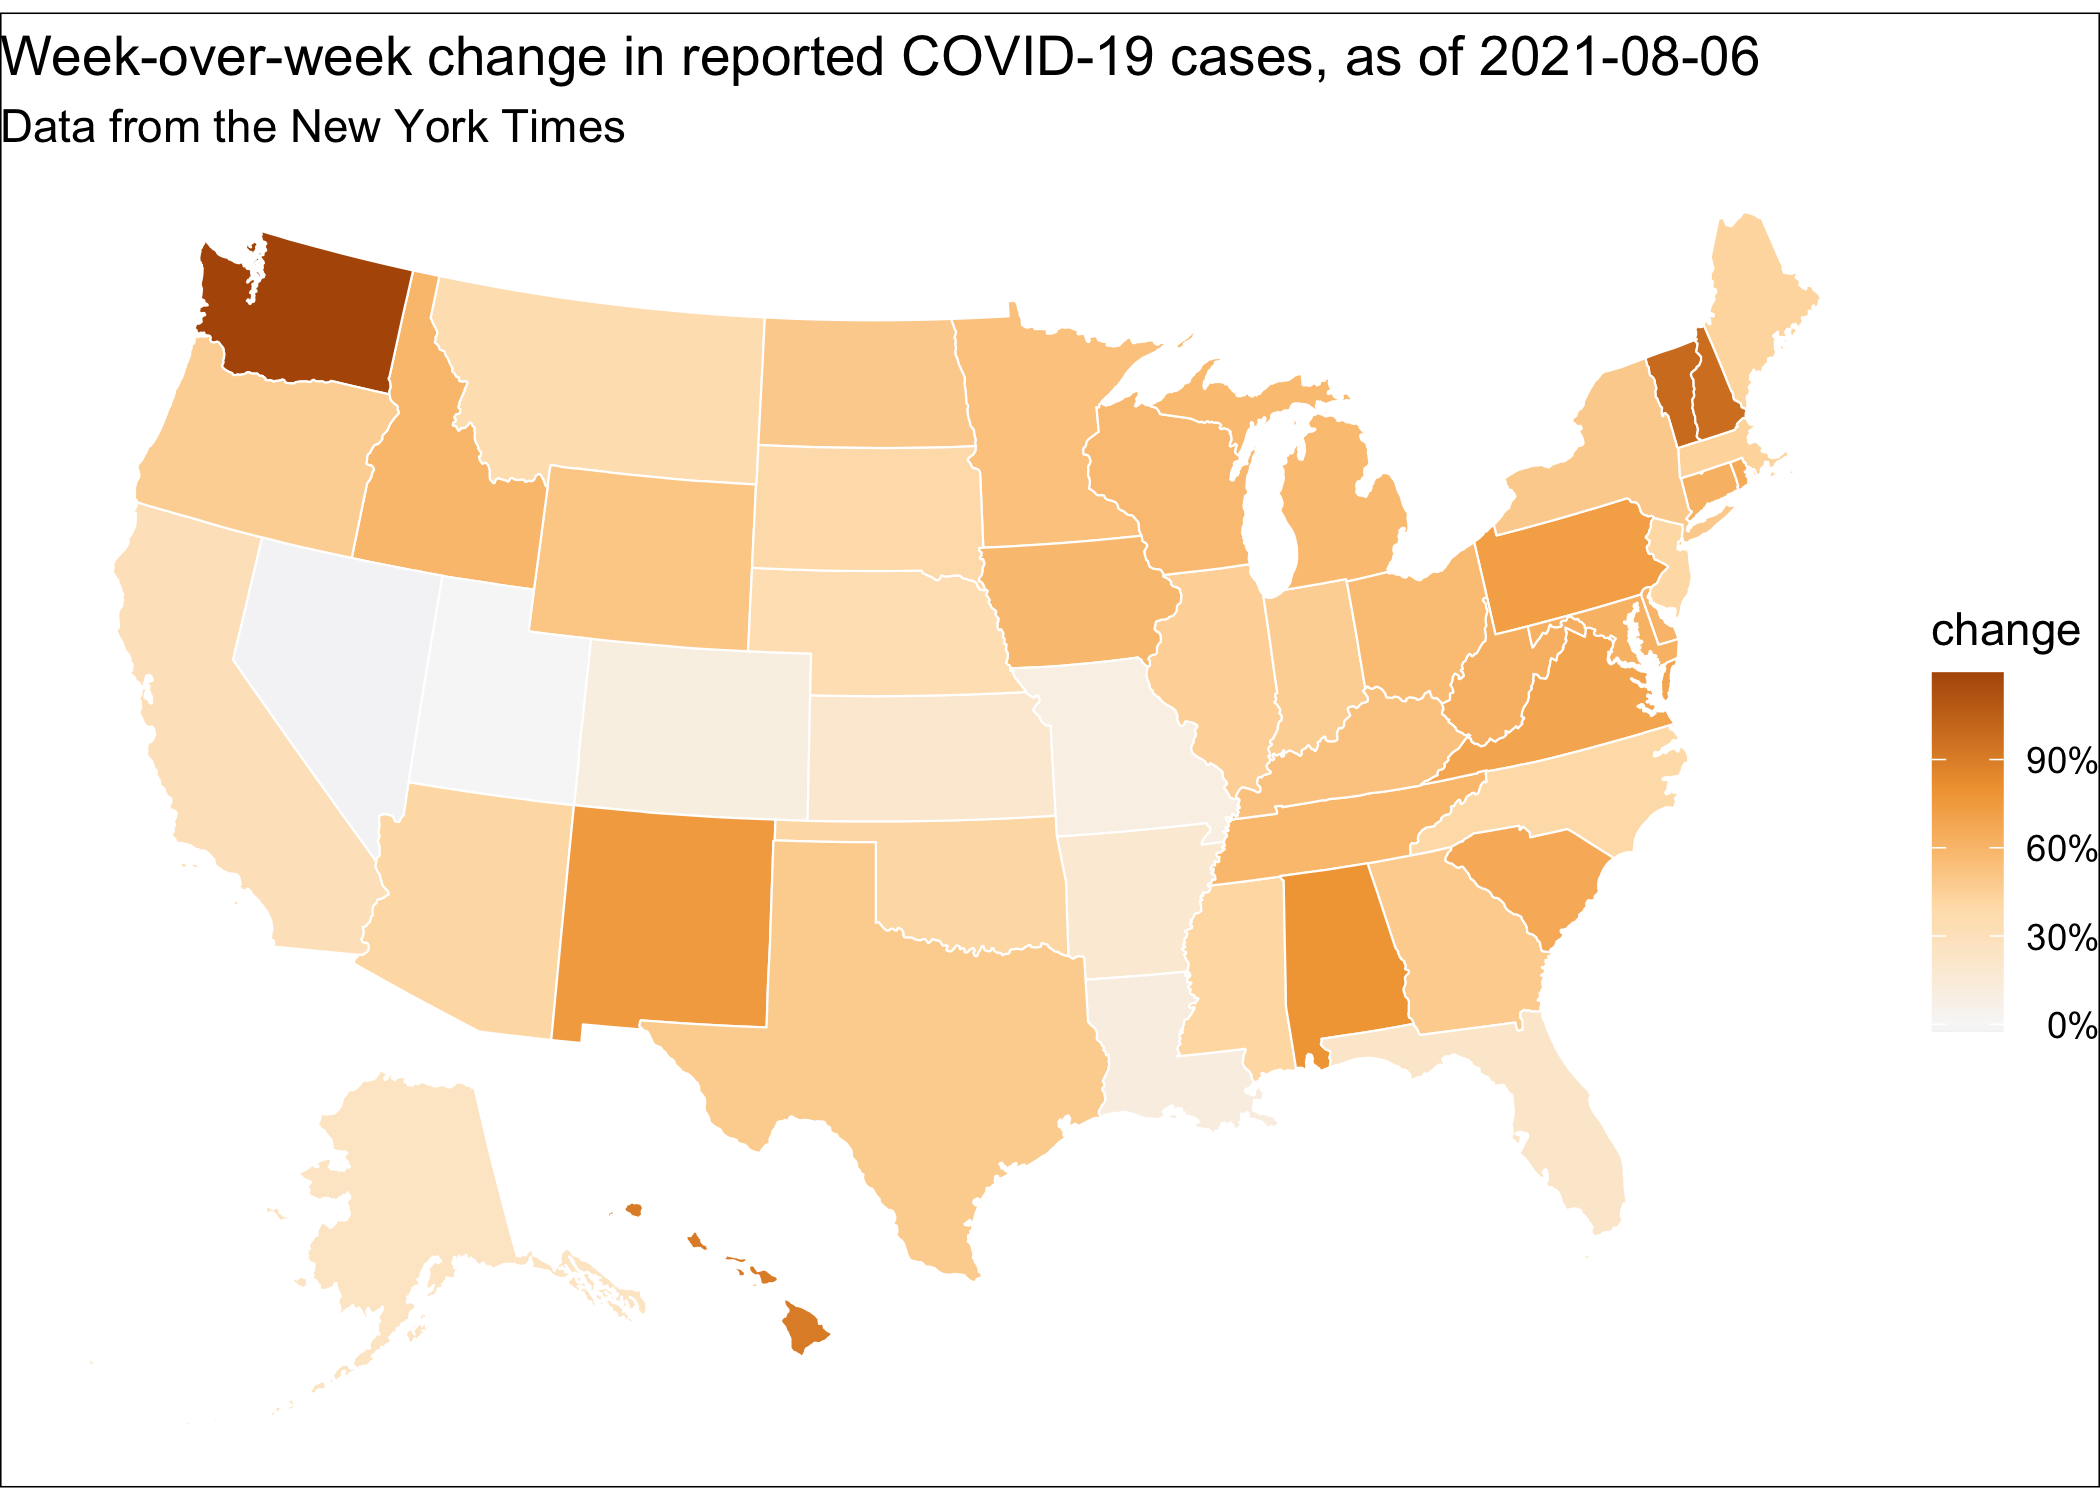 Week-over-week change in reported COVID-19 cases, as of 2021-08-06
Data from the New York Times
change
90%
60%
30%
0%